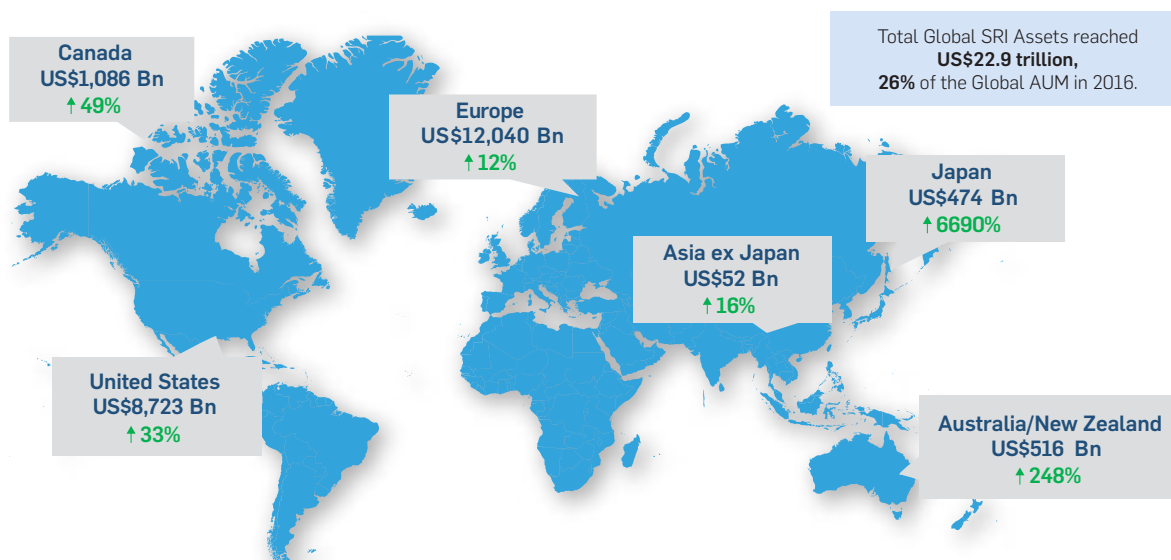 Total Global SRI Assets reached
US$22.9 trillion,
26% of the Global AUM in 2016.
Canada
US$1,086 Bn
↑ 49%
Europe
US$12,040 Bn
↑ 12%
Japan
US$474 Bn
↑ 6690%
Asia ex Japan
US$52 Bn
↑ 16%
United States
US$8,723 Bn
↑ 33%
Australia/New Zealand
US$516 Bn
↑ 248%